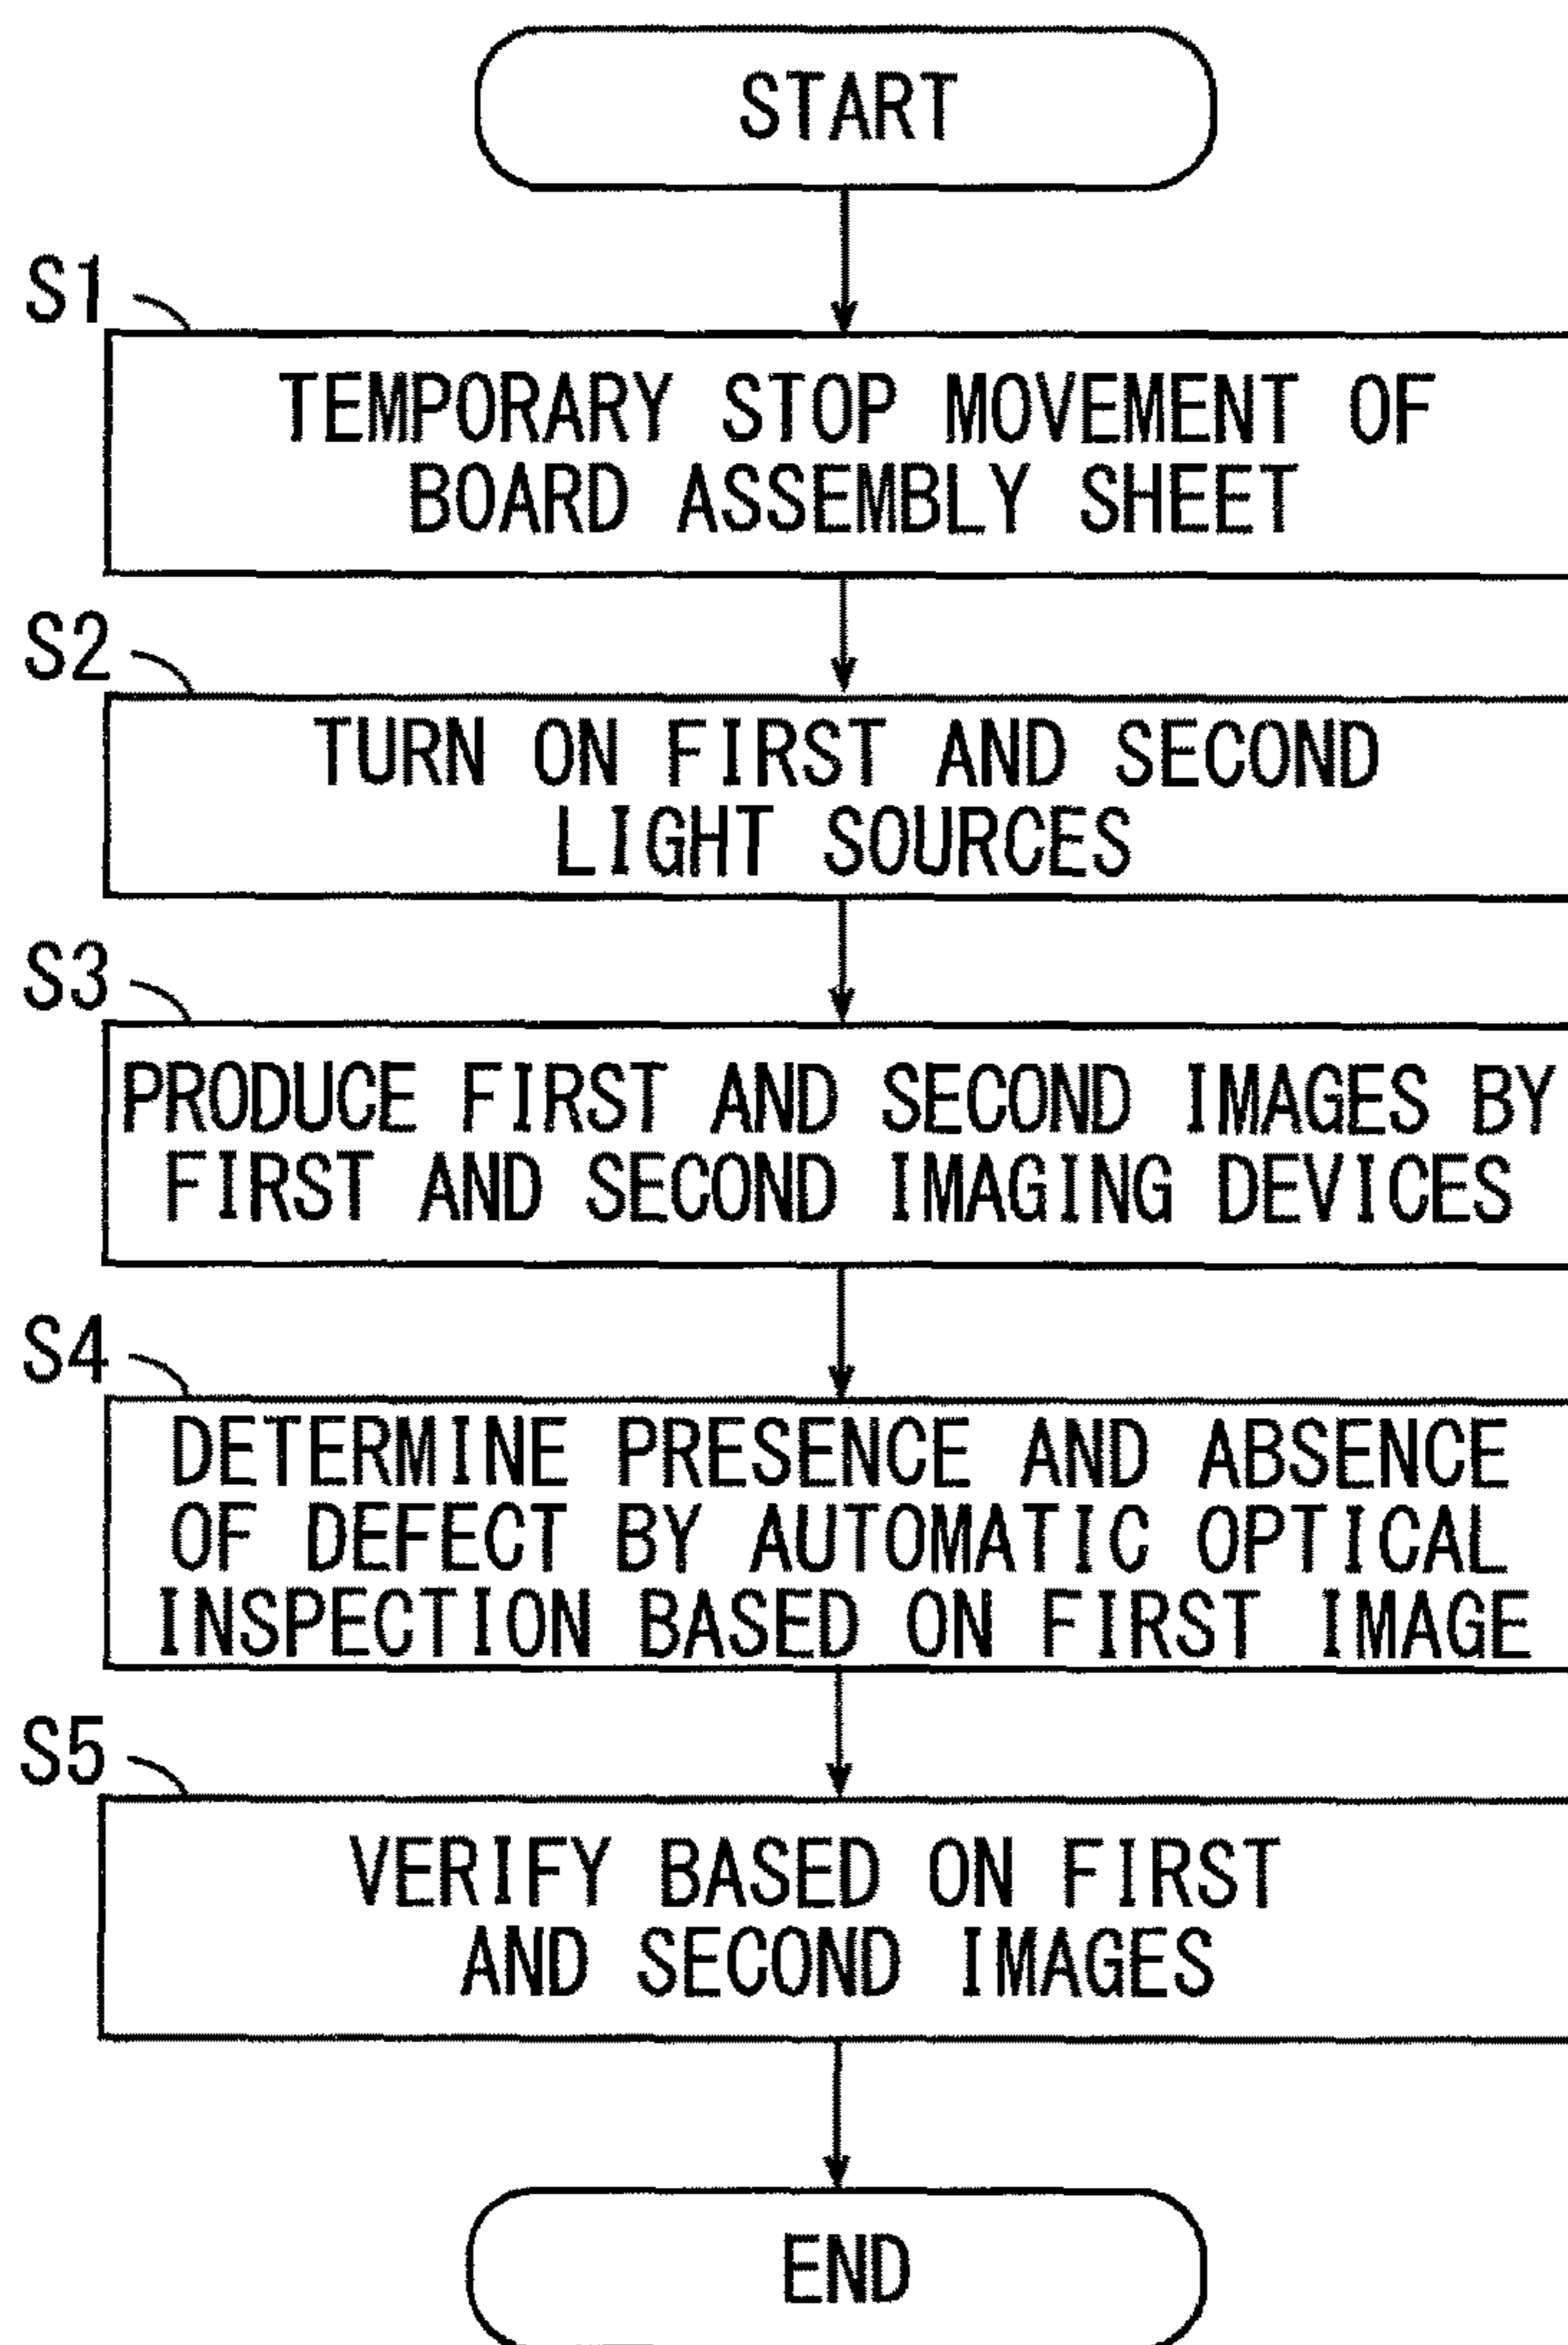 START
S1
TEMPORARY STOP MOVEMENT OF
BOARD ASSEMBLY SHEET
S2
TURN ON FIRST AND SECOND
LIGHT SOURCES
S3
PRODUCE FIRST AND SECOND IMAGES BY
FIRST AND SECOND IMAGING DEVICES
S4
DETERMINE PRESENCE AND ABSENCE
OF DEFECT BY AUTOMATIC OPTICAL
INSPECTION BASED ON FIRST IMAGE
S5
VERIFY BASED ON FIRST
AND SECOND IMAGES
END